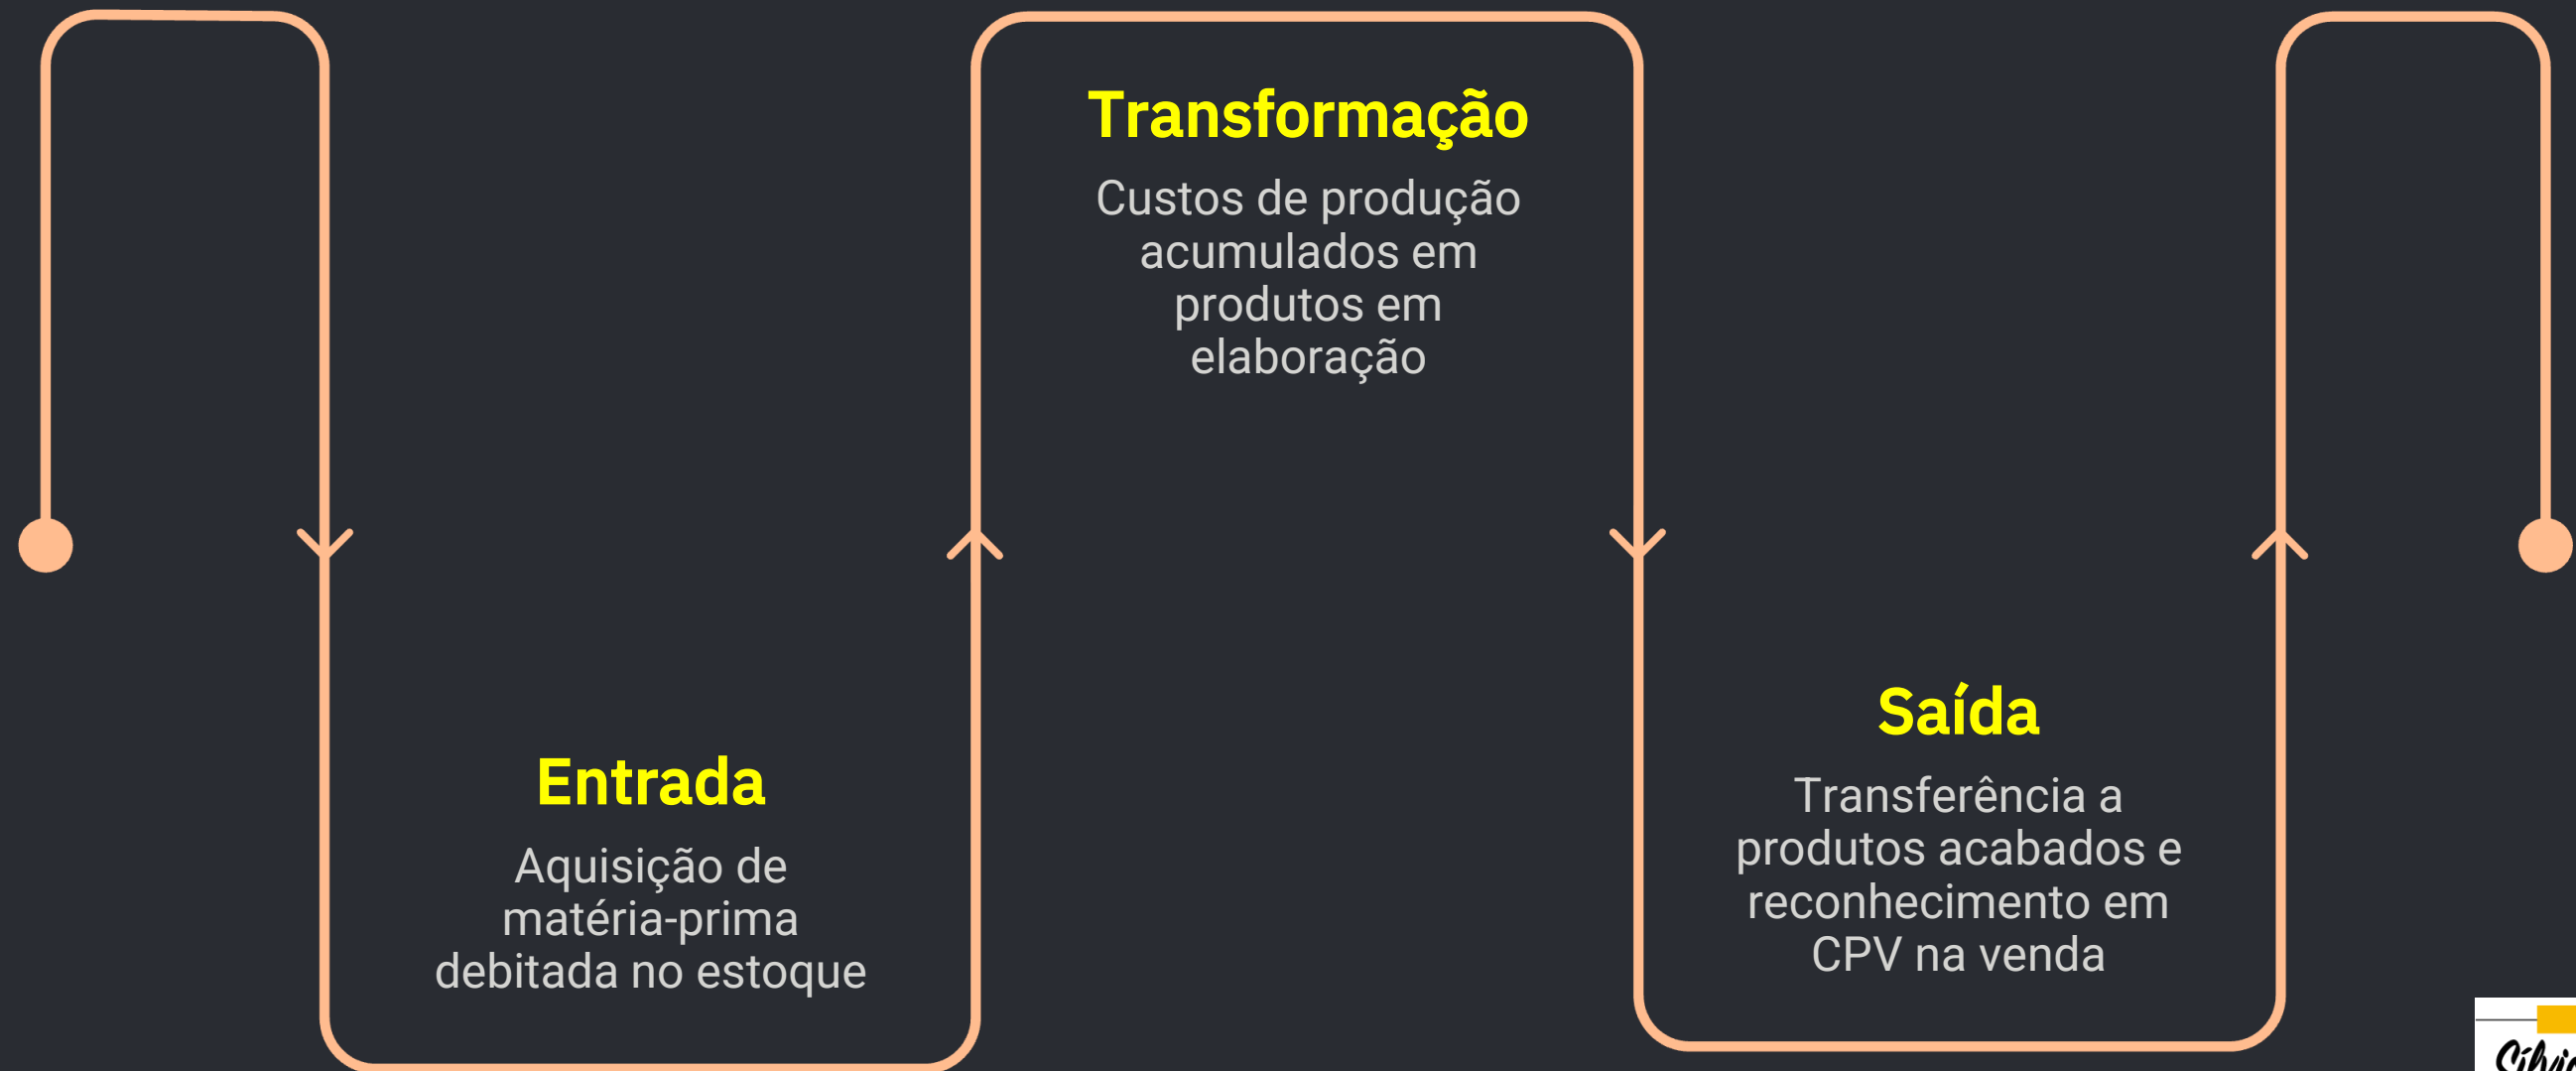 Entrada
Aquisição de
matéria-prima
debitada no estoque
Transformação
Custos de produção
acumulados em
produtos em
elaboração
Saída
Transferência a
produtos acabados e
reconhecimento em
CPV na venda